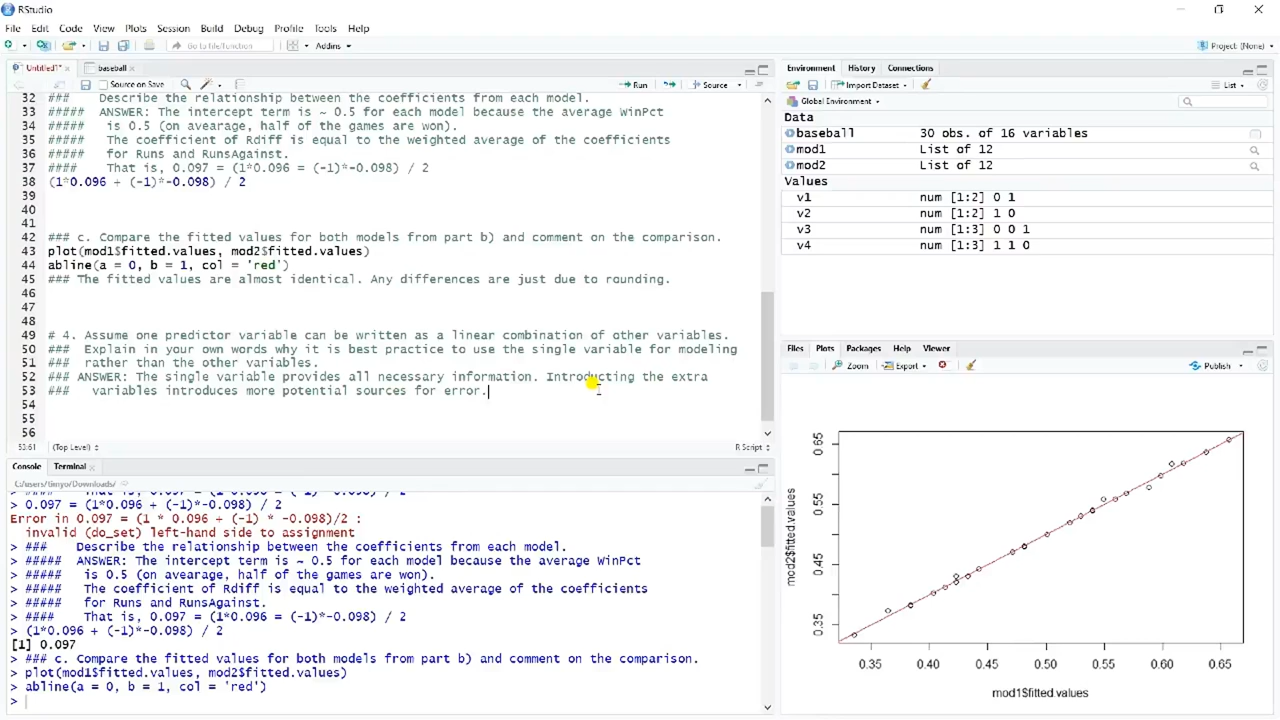 RStudio
File Edit Code View Plots Session Build Debug Profile Tools Help
Go to file/function Addins Project: (None)
Untitled1* baseball
Source on Save Run Source
32 ### Describe the relationship between the coefficients from each model.
33 ##### ANSWER: The intercept term is ~ 0.5 for each model because the average WinPct
34 ##### is 0.5 (on avearage, half of the games are won).
35 ##### The coefficient of Rdiff is equal to the weighted average of the coefficients
36 ##### for Runs and RunsAgainst.
37 #### That is, 0.097 = (1*0.096 = (-1)*-0.098) / 2
38 (1*0.096 + (-1)*-0.098) / 2
39
40
41
42 ### c. Compare the fitted values for both models from part b) and comment on the comparison.
43 plot(mod1$fitted.values, mod2$fitted.values)
44 abline(a = 0, b = 1, col = 'red')
45 ### The fitted values are almost identical. Any differences are just due to rounding.
46
47
48
49 # 4. Assume one predictor variable can be written as a linear combination of other variables.
50 ### Explain in your own words why it is best practice to use the single variable for modeling
51 ### rather than the other variables.
52 ### ANSWER: The single variable provides all necessary information. Introducting the extra
53 ### variables introduces more potential sources for error.
54
55
56
53:61 (Top Level) R Script
Console Terminal
C:/users/timyo/Downloads/
#### That is, 0.097 = (1*0.096 = (-1)*-0.098) / 2
> 0.097 = (1*0.096 + (-1)*-0.098) / 2
Error in 0.097 = (1 * 0.096 + (-1) * -0.098)/2 :
invalid (do_set) left-hand side to assignment
> ### Describe the relationship between the coefficients from each model.
> ##### ANSWER: The intercept term is ~ 0.5 for each model because the average WinPct
> ##### is 0.5 (on avearage, half of the games are won).
> ##### The coefficient of Rdiff is equal to the weighted average of the coefficients
> ##### for Runs and RunsAgainst.
> #### That is, 0.097 = (1*0.096 = (-1)*-0.098) / 2
> (1*0.096 + (-1)*-0.098) / 2
[1] 0.097
> ### c. Compare the fitted values for both models from part b) and comment on the comparison.
> plot(mod1$fitted.values, mod2$fitted.values)
> abline(a = 0, b = 1, col = 'red')
>
Environment History Connections
Import Dataset List
Global Environment
Data
baseball 30 obs. of 16 variables
mod1 List of 12
mod2 List of 12
Values
v1 num [1:2] 0 1
v2 num [1:2] 1 0
v3 num [1:3] 0 0 1
v4 num [1:3] 1 1 0
Files Plots Packages Help Viewer
Zoom Export Publish
mod2$fitted.values
0.35 0.45 0.55 0.65
0.35 0.40 0.45 0.50 0.55 0.60 0.65
mod1$fitted.values